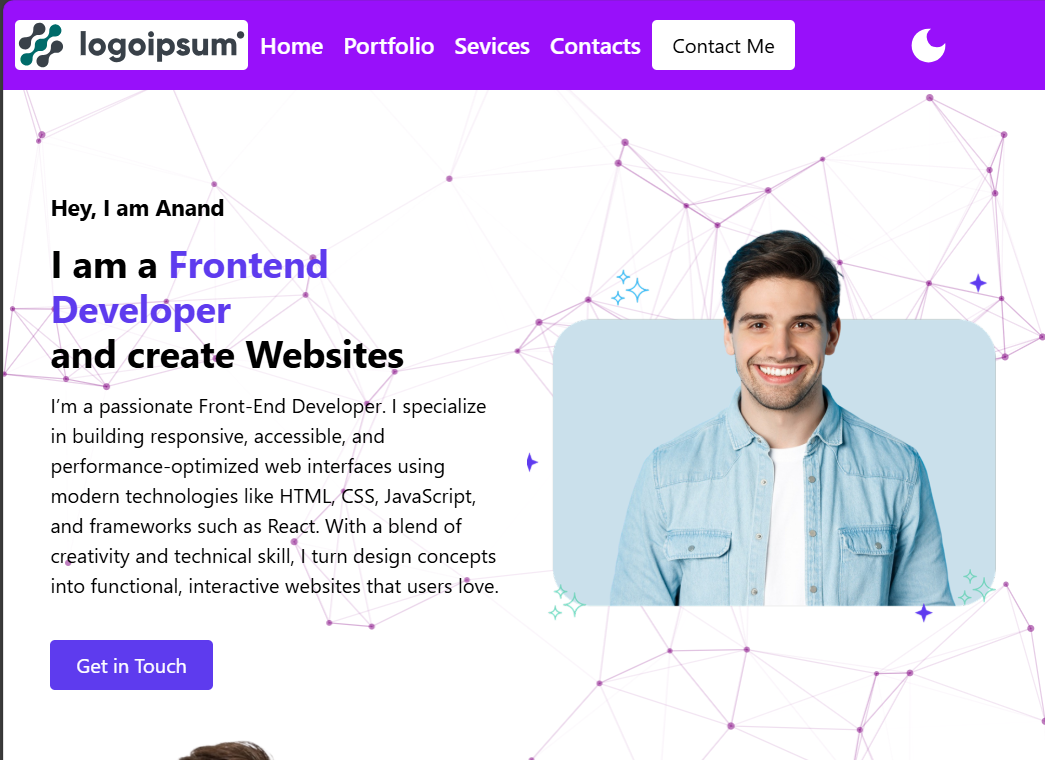 logoipsum
Home Portfolio Sevices Contacts Contact Me
Hey, I am Anand
I am a Frontend
Developer
and create Websites
I’m a passionate Front-End Developer. I specialize
in building responsive, accessible, and
performance-optimized web interfaces using
modern technologies like HTML, CSS, JavaScript,
and frameworks such as React. With a blend of
creativity and technical skill, I turn design concepts
into functional, interactive websites that users love.
Get in Touch